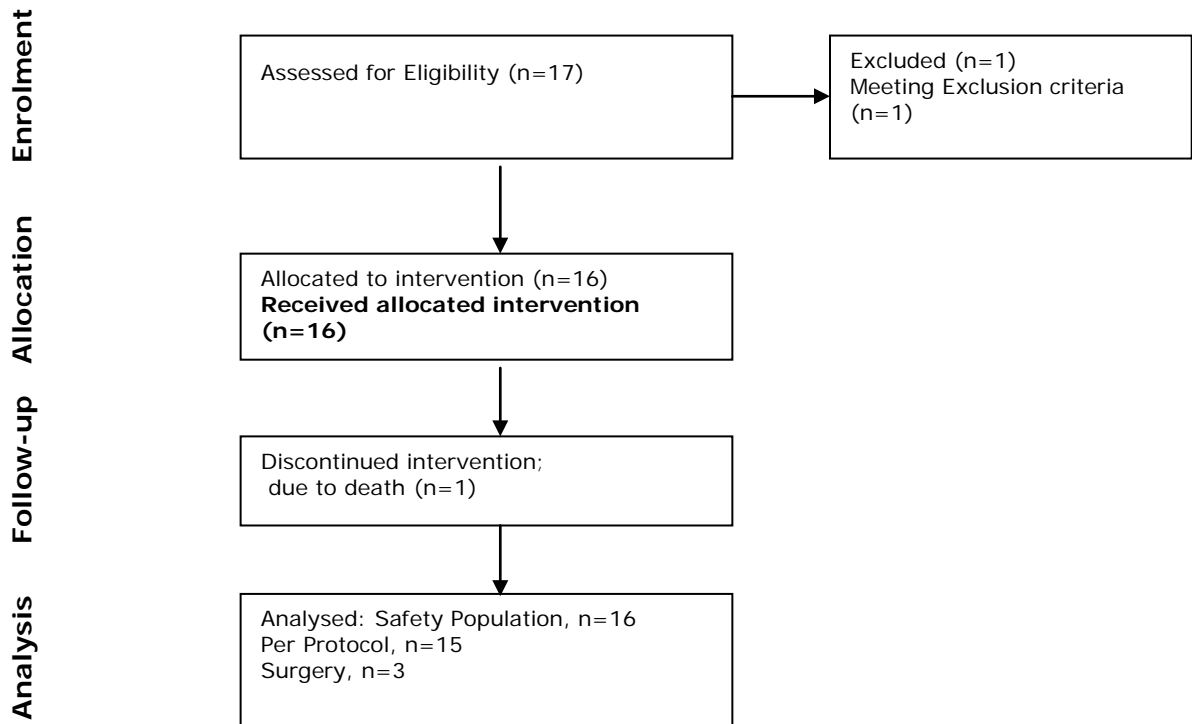 Enrolment
Assessed for Eligibility (n=17)
Excluded (n=1)
Meeting Exclusion criteria
(n=1)
Allocation
Allocated to intervention (n=16)
Received allocated intervention
(n=16)
Follow-up
Discontinued intervention;
due to death (n=1)
Analysis
Analysed: Safety Population, n=16
Per Protocol, n=15
Surgery, n=3